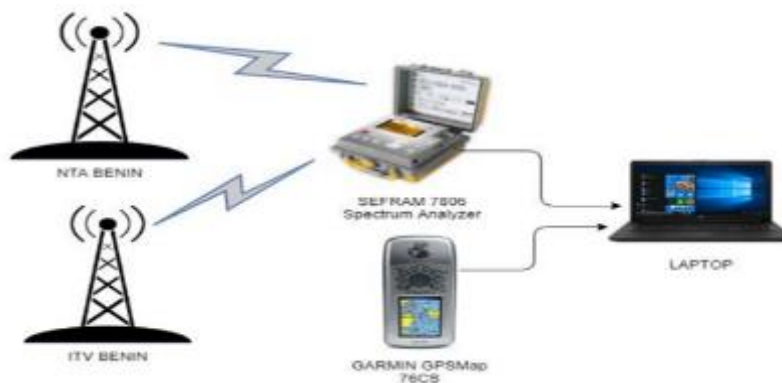 NTA BENIN
SEFRAM 7806
Spectrum Analyzer
LAPTOP
ITV BENIN
GARMIN GPSMap
76CS